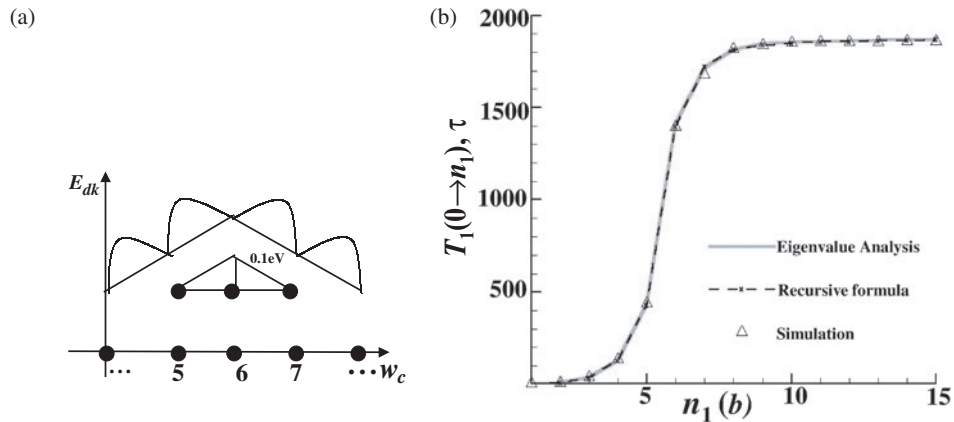 (a)
E_dk
0.1eV
... 5 6 7 ... w_c
(b)
T_1(0→n_1), τ
2000
1500
1000
500
5 10 15
n_1 (b)
Eigenvalue Analysis
Recursive formula
Simulation